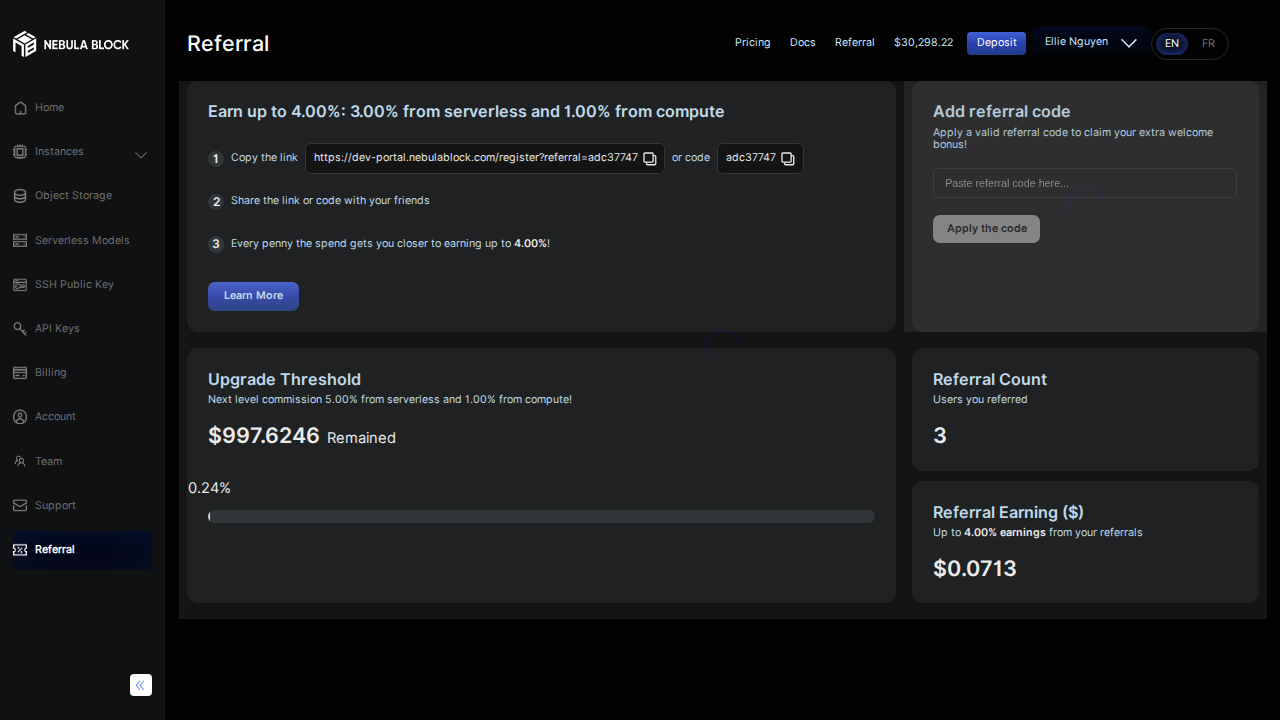 NEBULA BLOCK
Referral
Pricing
Docs
Referral
$30,298.22
Deposit
Ellie Nguyen
EN
FR
Home
Instances
Object Storage
Serverless Models
SSH Public Key
API Keys
Billing
Account
Team
Support
Referral
Earn up to 4.00%: 3.00% from serverless and 1.00% from compute
1 Copy the link https://dev-portal.nebulablock.com/register?referral=adc37747 or code adc37747
2 Share the link or code with your friends
3 Every penny the spend gets you closer to earning up to 4.00%!
Learn More
Add referral code
Apply a valid referral code to claim your extra welcome
bonus!
Paste referral code here...
Apply the code
Upgrade Threshold
Next level commission 5.00% from serverless and 1.00% from compute!
$997.6246 Remained
0.24%
Referral Count
Users you referred
3
Referral Earning ($)
Up to 4.00% earnings from your referrals
$0.0713